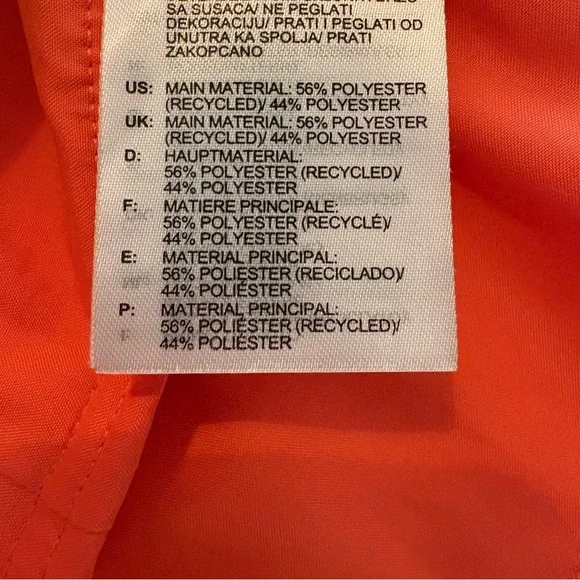 SA SUSACA/ NE PEGLATI
DEKORACIJU/ PRATI I PEGLATI OD
UNUTRA KA SPOLJA/ PRATI
ZAKOPCANO
US: MAIN MATERIAL: 56% POLYESTER
(RECYCLED)/ 44% POLYESTER
UK: MAIN MATERIAL: 56% POLYESTER
(RECYCLED)/ 44% POLYESTER
D: HAUPTMATERIAL:
56% POLYESTER (RECYCLED)/
44% POLYESTER
F: MATIERE PRINCIPALE:
56% POLYESTER (RECYCLÉ)/
44% POLYESTER
E: MATERIAL PRINCIPAL:
56% POLIÉSTER (RECICLADO)/
44% POLIÉSTER
P: MATERIAL PRINCIPAL:
56% POLIÉSTER (RECYCLED)/
44% POLIÉSTER